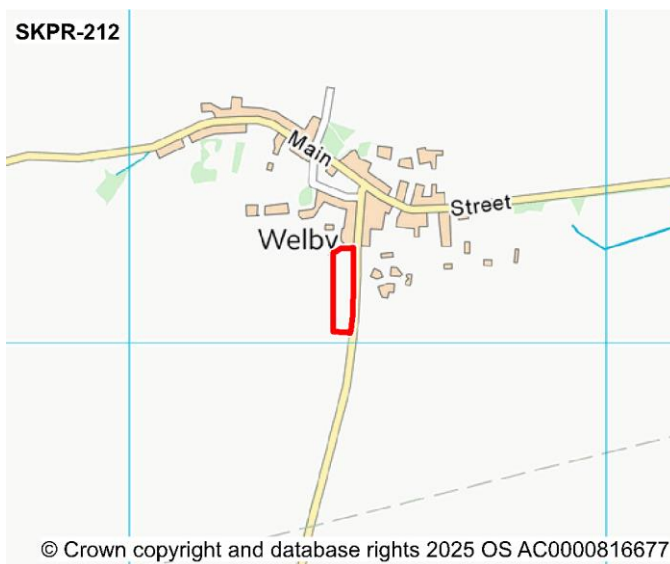 SKPR-212
Main
Street
Welby
© Crown copyright and database rights 2025 OS AC0000816677